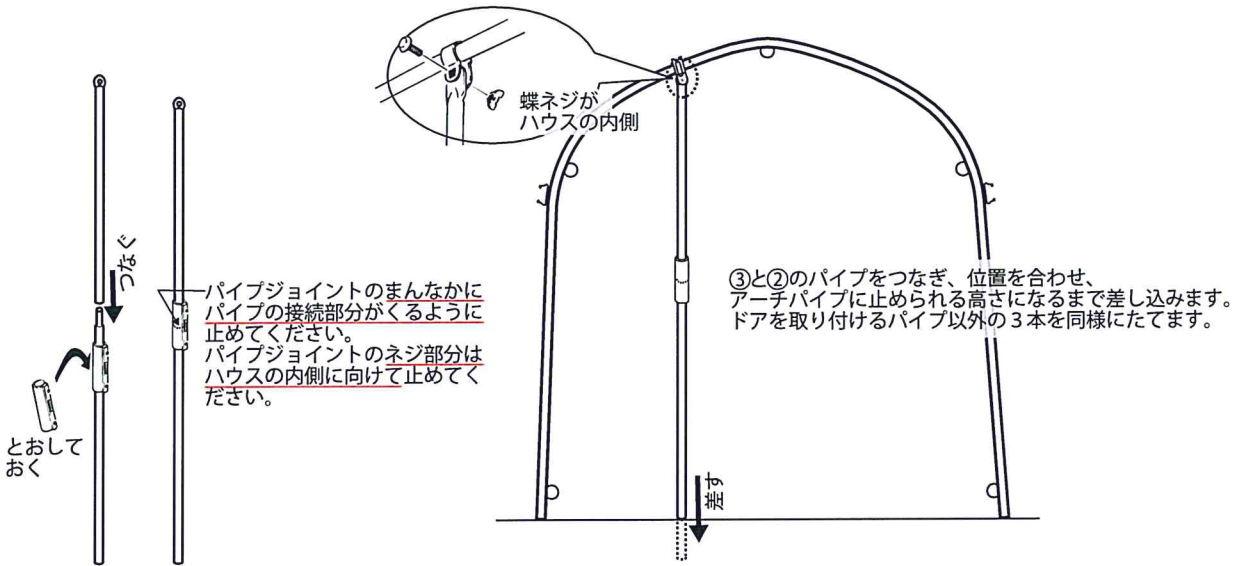 つなぐ
とおして
おく
パイプジョイントのまんなかに
パイプの接続部分がくるように
止めてください。
パイプジョイントのネジ部分は
ハウスの内側に向けて止めてく
ださい。
蝶ネジが
ハウスの内側
差す
③と②のパイプをつなぎ、位置を合わせ、
アーチパイプに止められる高さになるまで差し込みます。
ドアを取り付けるパイプ以外の3本を同様にたてます。